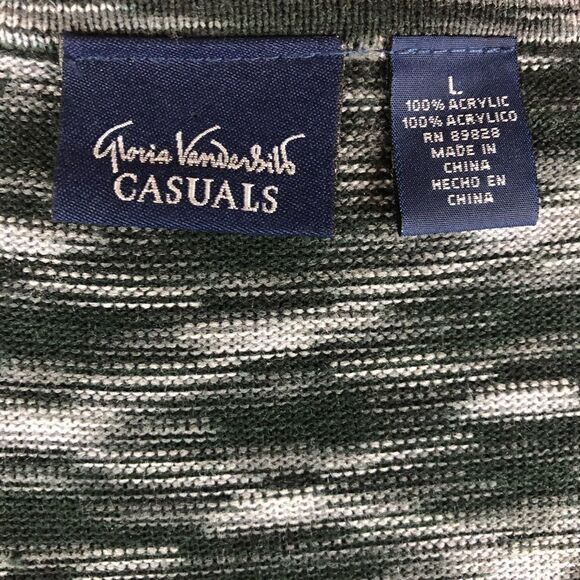 Gloria Vanderbilt
CASUALS
L
100% ACRYLIC
100% ACRYLICO
RN 89828
MADE IN
CHINA
HECHO EN
CHINA